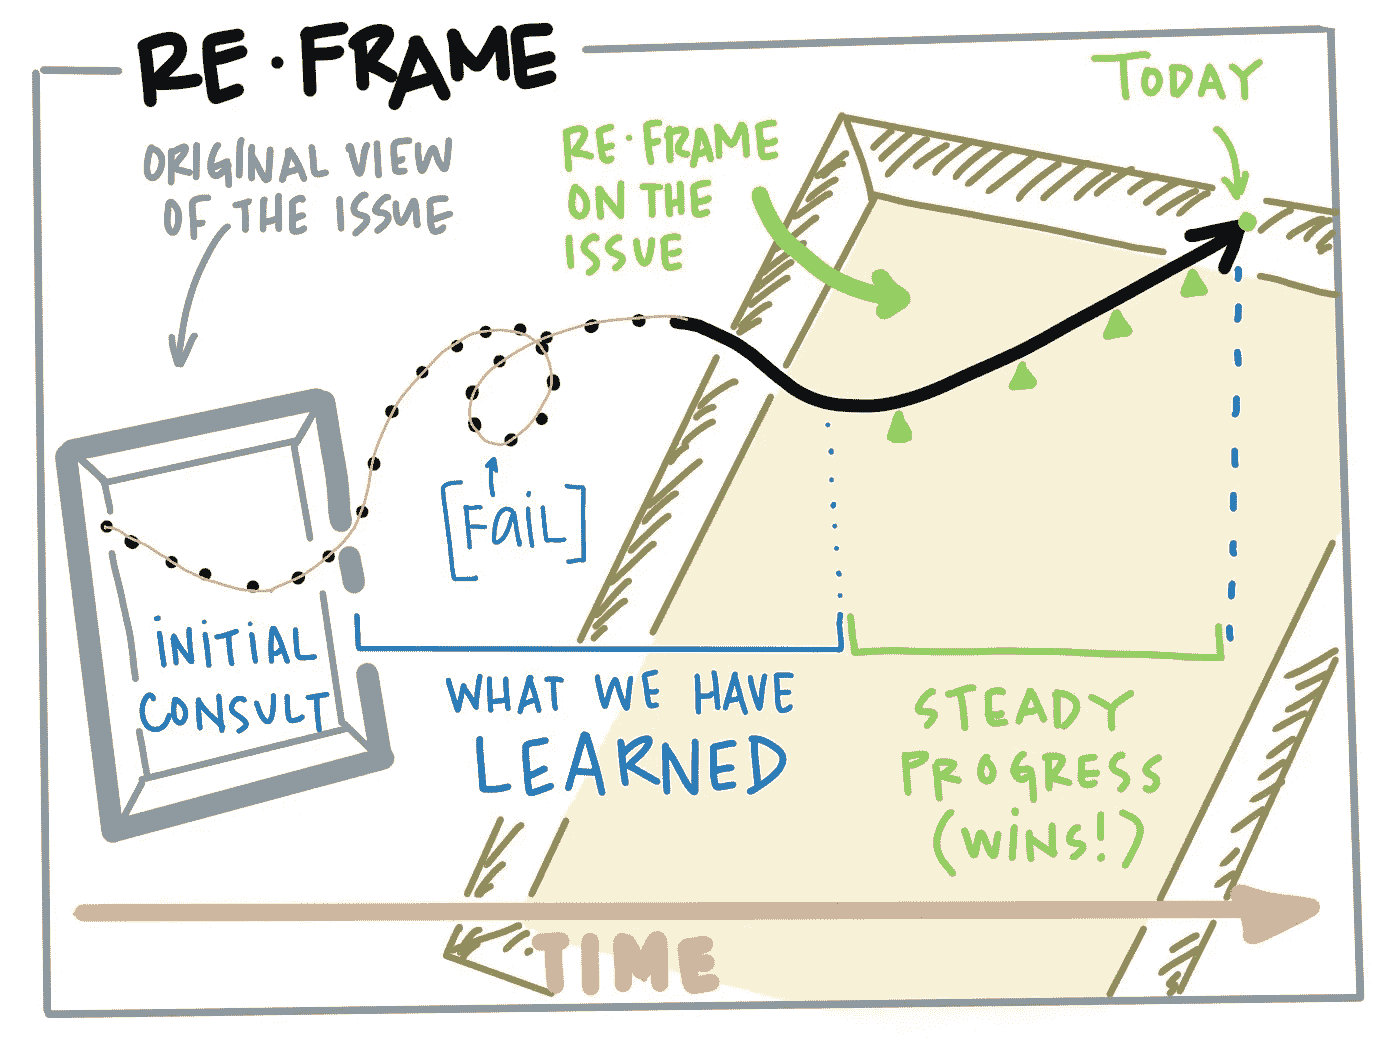 RE·FRAME
ORIGINAL VIEW
OF THE ISSUE
RE·FRAME
ON THE
ISSUE
TODAY
[FaiL]
iNiTiAL
CONSULT
WHAT WE HAVE
LEARNED
STEADY
PROGRESS
(WiNS!)
TIME